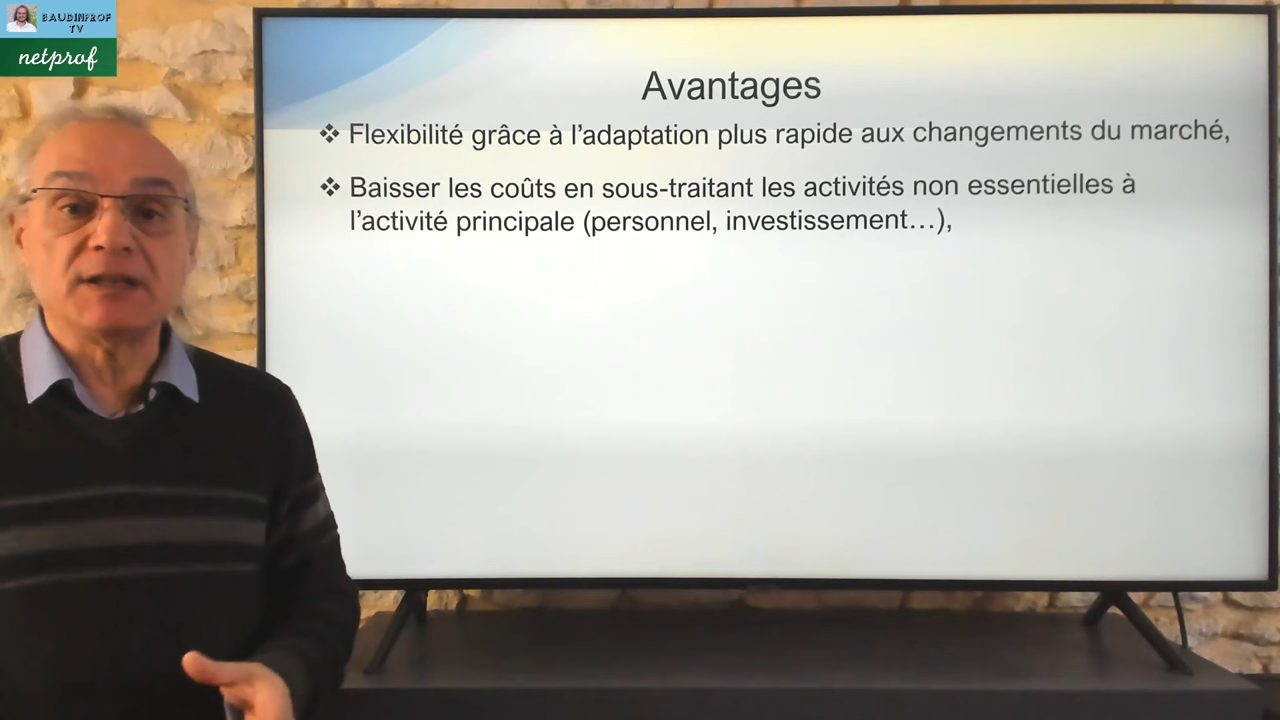 BAUDINPROF
TV
netprof
Avantages
❖ Flexibilité grâce à l'adaptation plus rapide aux changements du marché,
❖ Baisser les coûts en sous-traitant les activités non essentielles à
l'activité principale (personnel, investissement…),